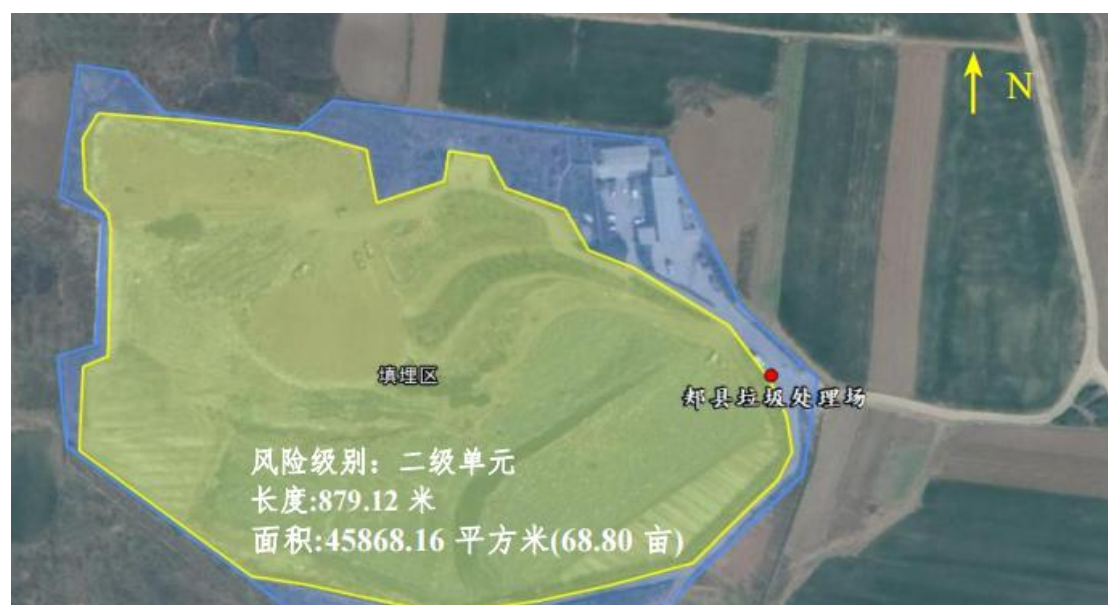 N
填埋区
郏县垃圾处理场
风险级别：二级单元
长度:879.12 米
面积:45868.16 平方米(68.80 亩)